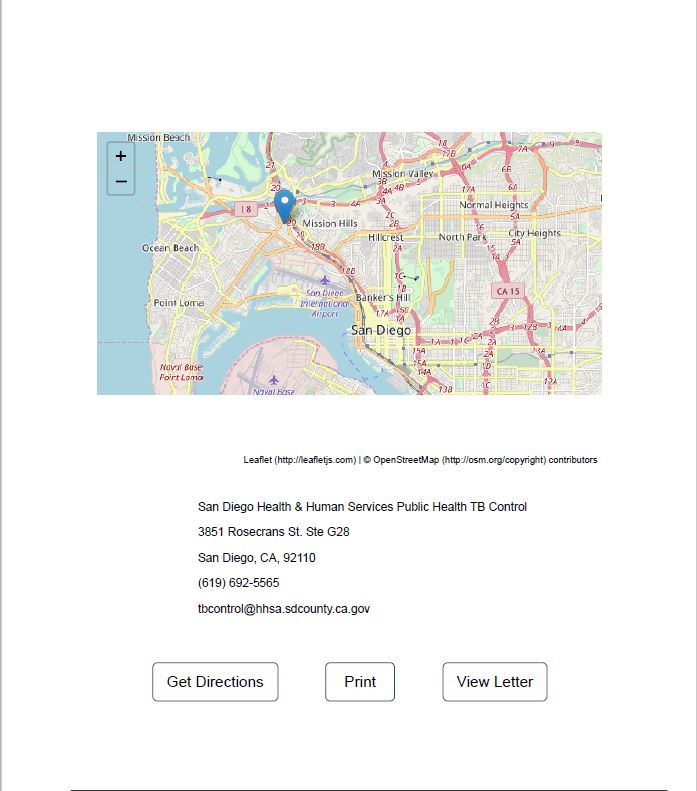 Mission Beach
+
−
I 8
Mission Valley
Mission Hills
Normal Heights
Hillcrest
North Park
City Heights
Ocean Beach
Point Loma
San Diego
International
Airport
Banker's Hill
CA 15
San Diego
Naval Base
Point Loma
Naval Base
Leaflet (http://leafletjs.com) | © OpenStreetMap (http://osm.org/copyright) contributors
San Diego Health & Human Services Public Health TB Control
3851 Rosecrans St. Ste G28
San Diego, CA, 92110
(619) 692-5565
tbcontrol@hhsa.sdcounty.ca.gov
Get Directions Print View Letter